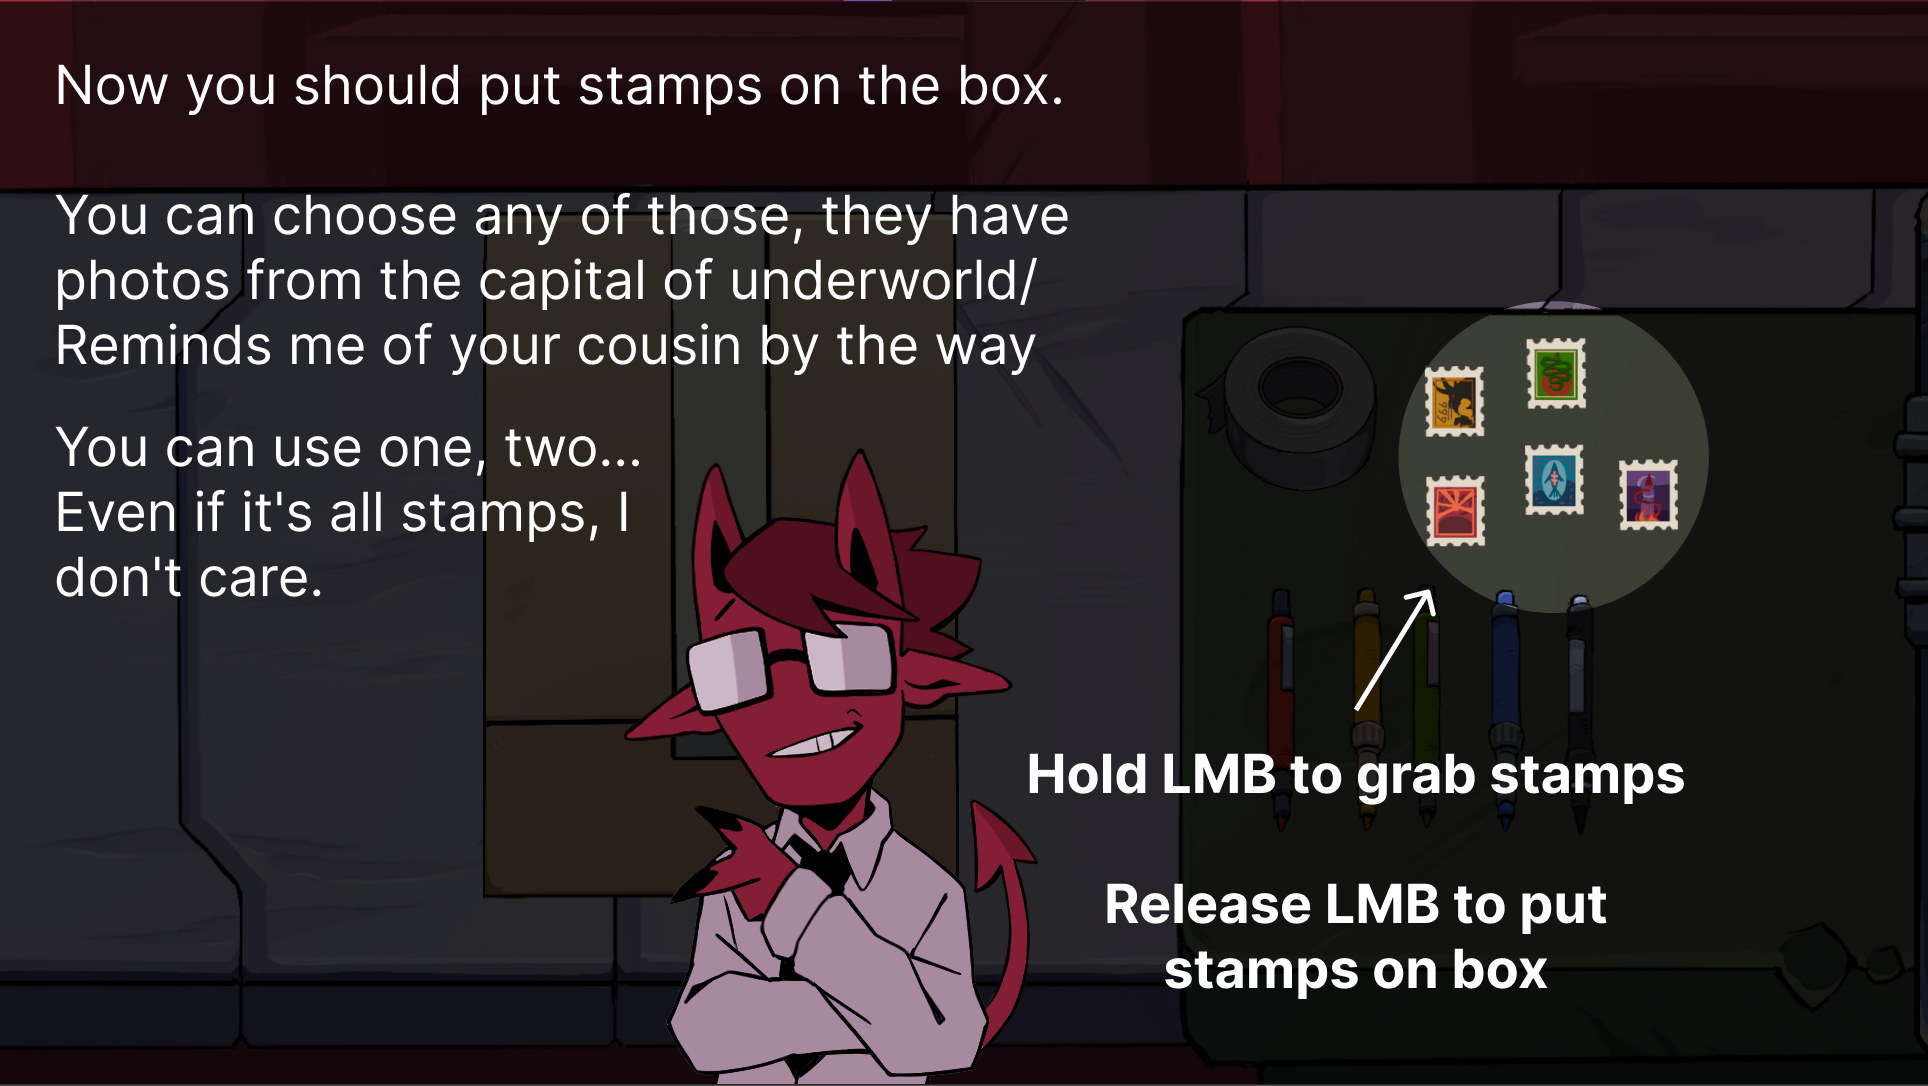 Now you should put stamps on the box.
You can choose any of those, they have
photos from the capital of underworld/
Reminds me of your cousin by the way
You can use one, two...
Even if it's all stamps, I
don't care.
666
Hold LMB to grab stamps
Release LMB to put
stamps on box